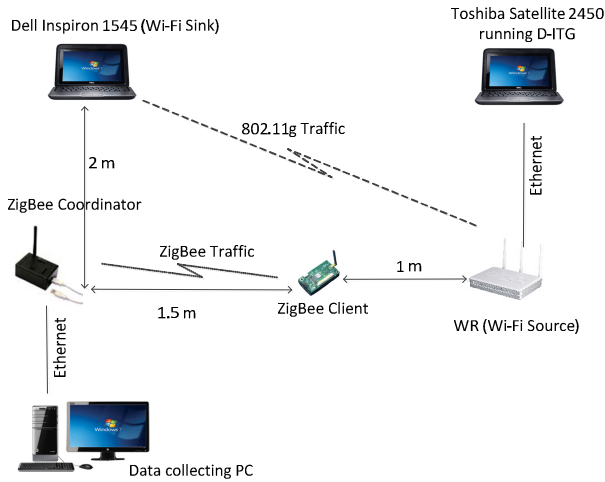 Dell Inspiron 1545 (Wi-Fi Sink)
Toshiba Satellite 2450
running D-ITG
802.11g Traffic
2 m
Ethernet
ZigBee Coordinator
ZigBee Traffic
1 m
1.5 m
ZigBee Client
WR (Wi-Fi Source)
Ethernet
Data collecting PC